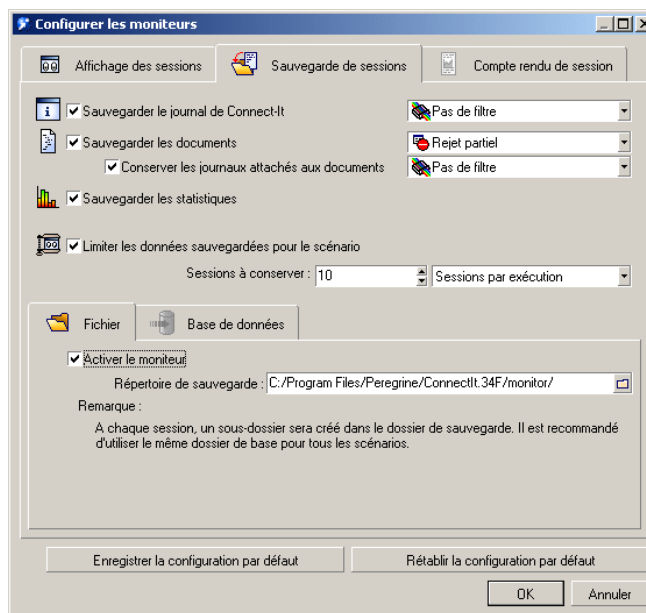 Configurer les moniteurs
Affichage des sessions
Sauvegarde de sessions
Compte rendu de session
Sauvegarder le journal de Connect-It
Pas de filtre
Sauvegarder les documents
Rejet partiel
Conserver les journaux attachés aux documents
Pas de filtre
Sauvegarder les statistiques
Limiter les données sauvegardées pour le scénario
Sessions à conserver :
10
Sessions par exécution
Fichier
Base de données
Activer le moniteur
Répertoire de sauvegarde :
C:/Program Files/Peregrine/ConnectIt.34F/monitor/
Remarque :
A chaque session, un sous-dossier sera créé dans le dossier de sauvegarde. Il est recommandé
d'utiliser le même dossier de base pour tous les scénarios.
Enregistrer la configuration par défaut
Rétablir la configuration par défaut
OK
Annuler